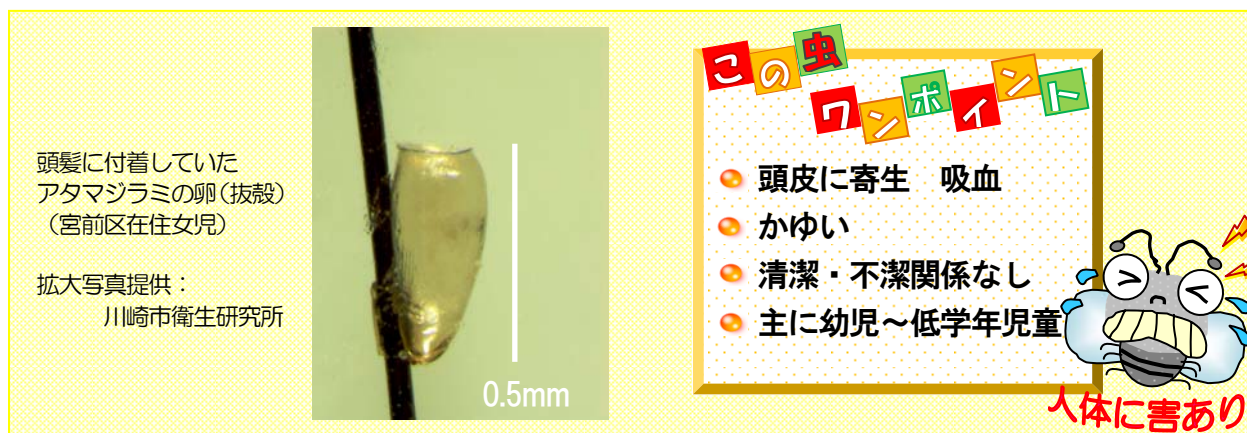 頭髪に付着していた
アタマジラミの卵(抜殻)
(宮前区在住女児)
拡大写真提供:
川崎市衛生研究所
0.5mm
この虫
ワンポイント
頭皮に寄生 吸血
かゆい
清潔・不潔関係なし
主に幼児～低学年児童
人体に害あり